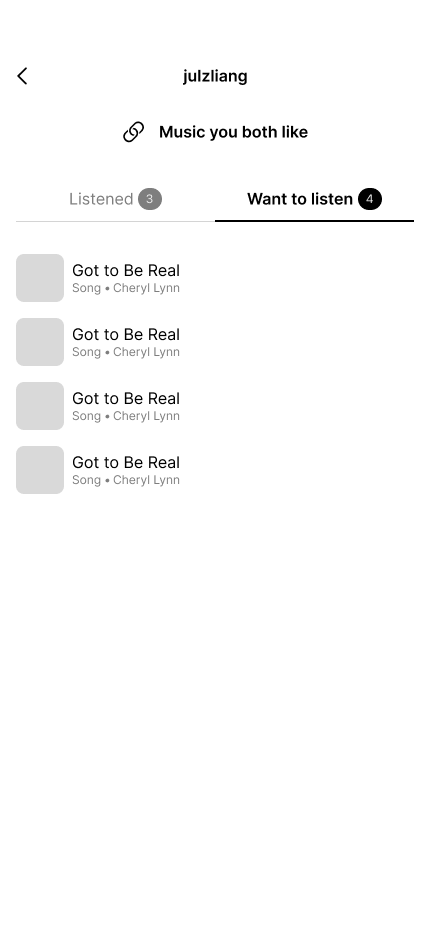 julzliang
Music you both like
Listened 3
Want to listen 4
Got to Be Real
Song • Cheryl Lynn
Got to Be Real
Song • Cheryl Lynn
Got to Be Real
Song • Cheryl Lynn
Got to Be Real
Song • Cheryl Lynn